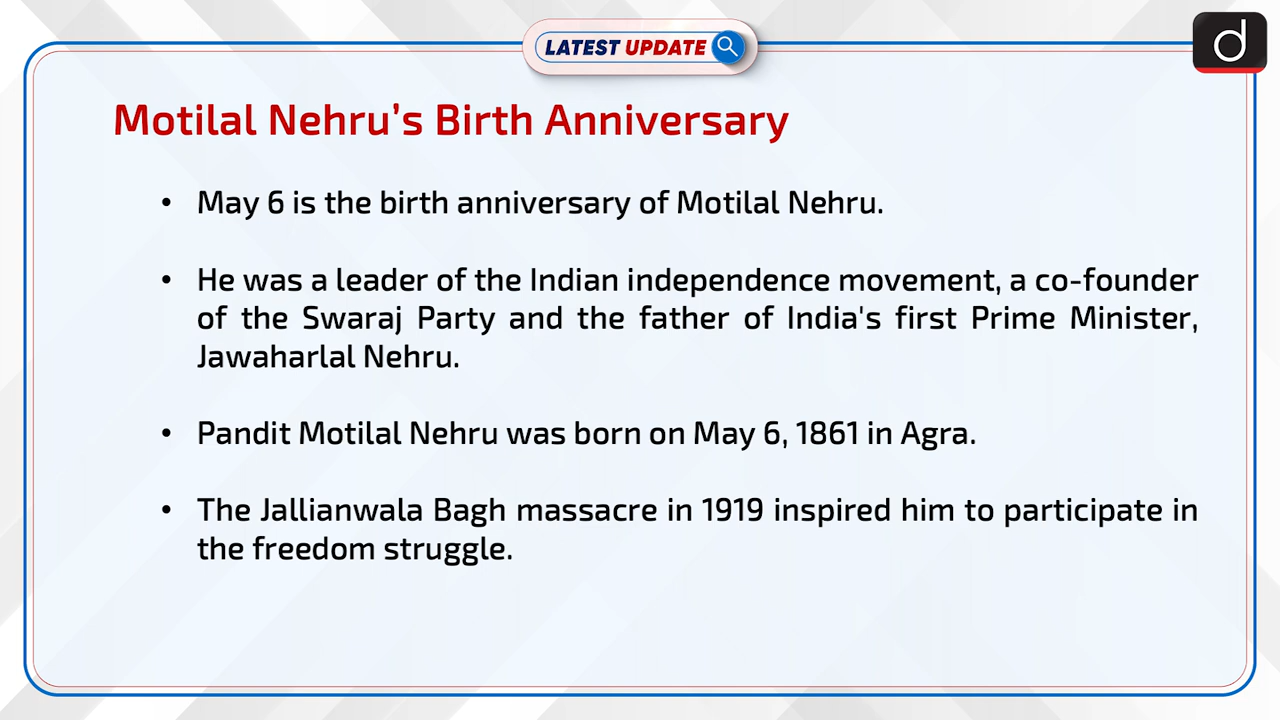 LATEST UPDATE
d
Motilal Nehru’s Birth Anniversary
• May 6 is the birth anniversary of Motilal Nehru.
• He was a leader of the Indian independence movement, a co-founder
of the Swaraj Party and the father of India's first Prime Minister,
Jawaharlal Nehru.
• Pandit Motilal Nehru was born on May 6, 1861 in Agra.
• The Jallianwala Bagh massacre in 1919 inspired him to participate in
the freedom struggle.